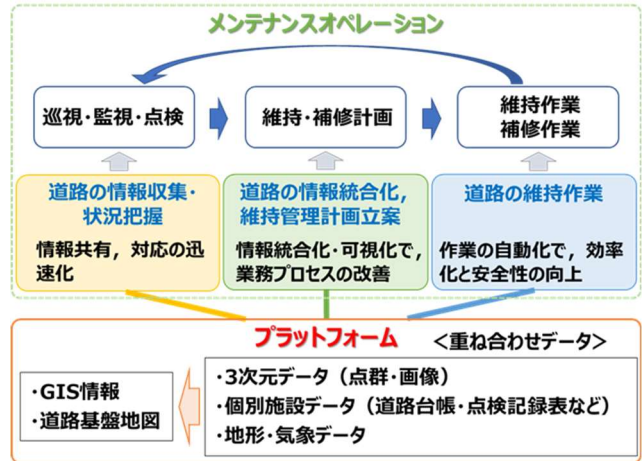 メンテナンスオペレーション
巡視・監視・点検
維持・補修計画
維持作業
補修作業
道路の情報収集・
状況把握
情報共有，対応の迅
速化
道路の情報統合化，
維持管理計画立案
情報統合化・可視化で，
業務プロセスの改善
道路の維持作業
作業の自動化で，効率
化と安全性の向上
プラットフォーム
＜重ね合わせデータ＞
・GIS情報
・道路基盤地図
・3次元データ（点群・画像）
・個別施設データ（道路台帳・点検記録表など）
・地形・気象データ